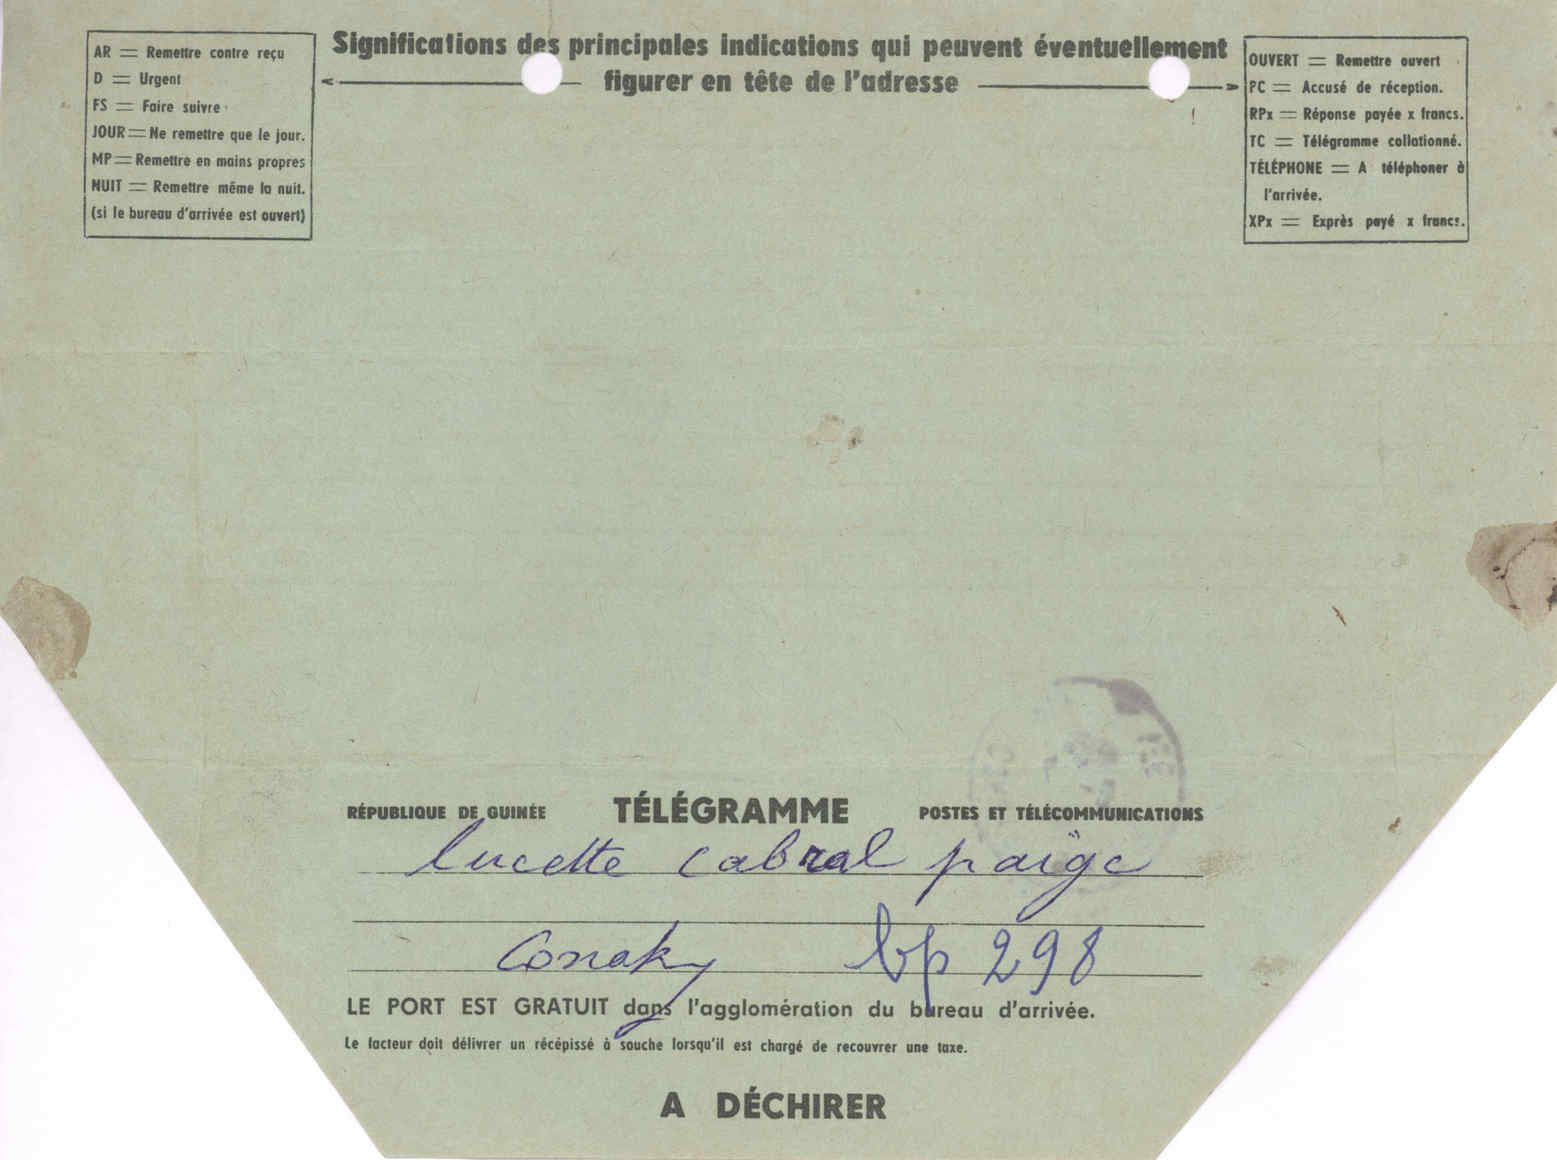 Significations des principales indications qui peuvent éventuellement
figurer en tête de l'adresse
AR = Remettre contre reçu
D = Urgent
FS = Faire suivre
JOUR = Ne remettre que le jour.
MP = Remettre en mains propres
NUIT = Remettre même la nuit.
(si le bureau d'arrivée est ouvert)
OUVERT = Remettre ouvert
PC = Accusé de réception.
RPx = Réponse payée x francs.
TC = Télégramme collationné.
TÉLÉPHONE = A téléphoner à
l'arrivée.
XPx = Exprès payé x francs.
RÉPUBLIQUE DE GUINÉE TÉLÉGRAMME POSTES ET TÉLÉCOMMUNICATIONS
lucette cabral paigc
Conaky bp 298
LE PORT EST GRATUIT dans l'agglomération du bureau d'arrivée.
Le facteur doit délivrer un récépissé à souche lorsqu'il est chargé de recouvrer une taxe.
A DÉCHIRER